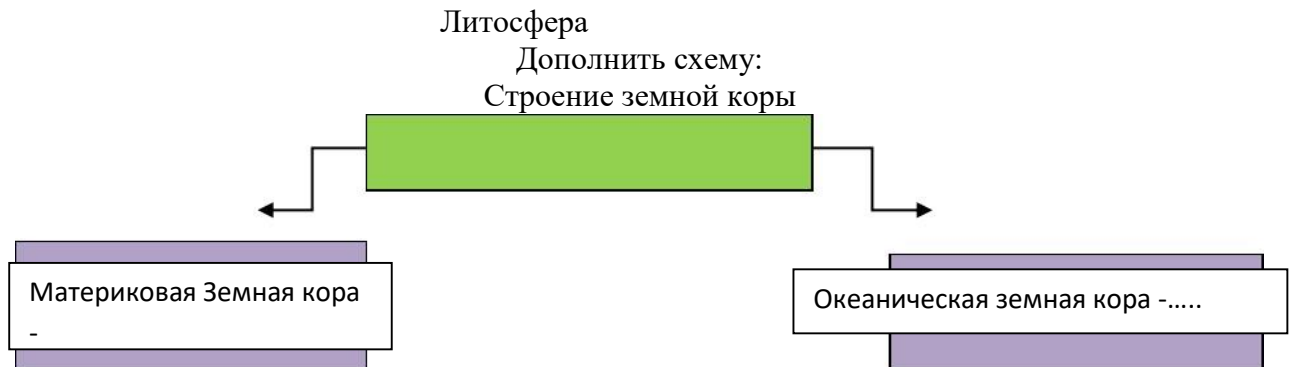 Литосфера
Дополнить схему:
Строение земной коры
Материковая Земная кора
-
Океаническая земная кора -…..